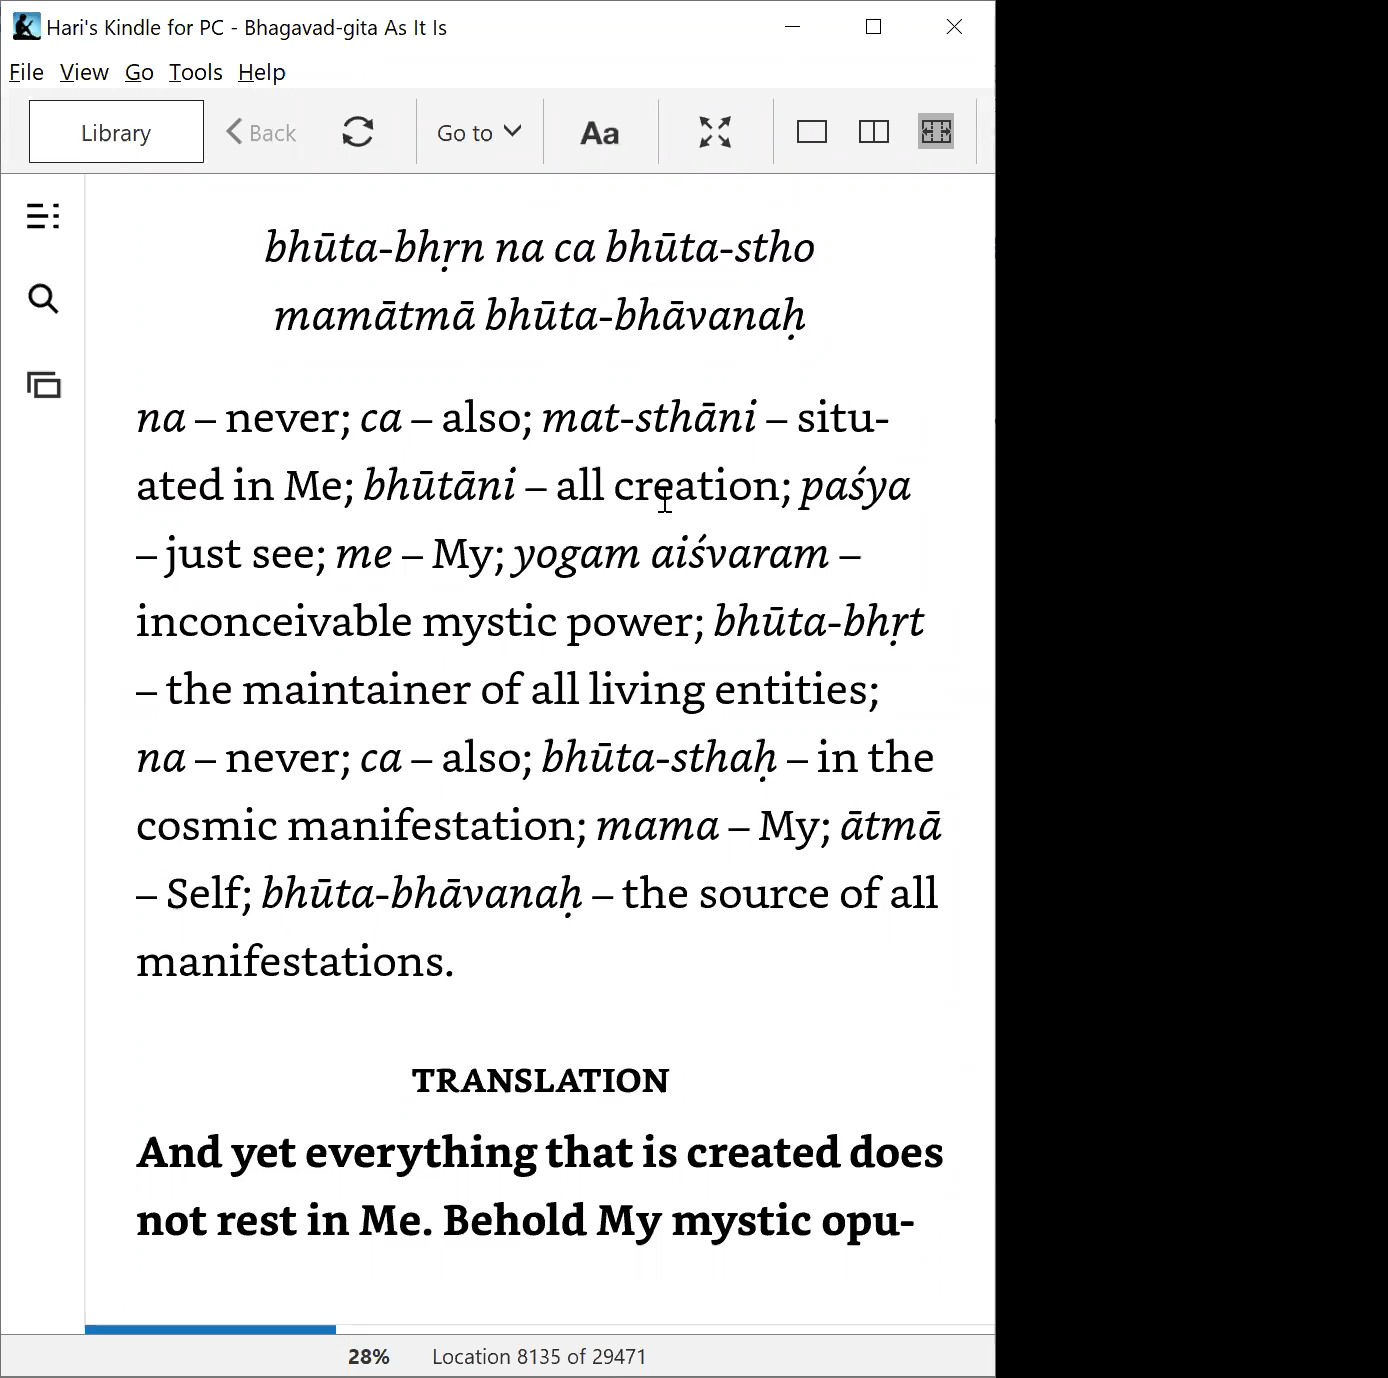 Hari's Kindle for PC - Bhagavad-gita As It Is
File View Go Tools Help
Library Back Go to Aa
bhūta-bhṛn na ca bhūta-stho
mamātmā bhūta-bhāvanaḥ
na – never; ca – also; mat-sthāni – situ-
ated in Me; bhūtāni – all creation; paśya
– just see; me – My; yogam aiśvaram –
inconceivable mystic power; bhūta-bhṛt
– the maintainer of all living entities;
na – never; ca – also; bhūta-sthaḥ – in the
cosmic manifestation; mama – My; ātmā
– Self; bhūta-bhāvanaḥ – the source of all
manifestations.
TRANSLATION
And yet everything that is created does
not rest in Me. Behold My mystic opu-
28% Location 8135 of 29471